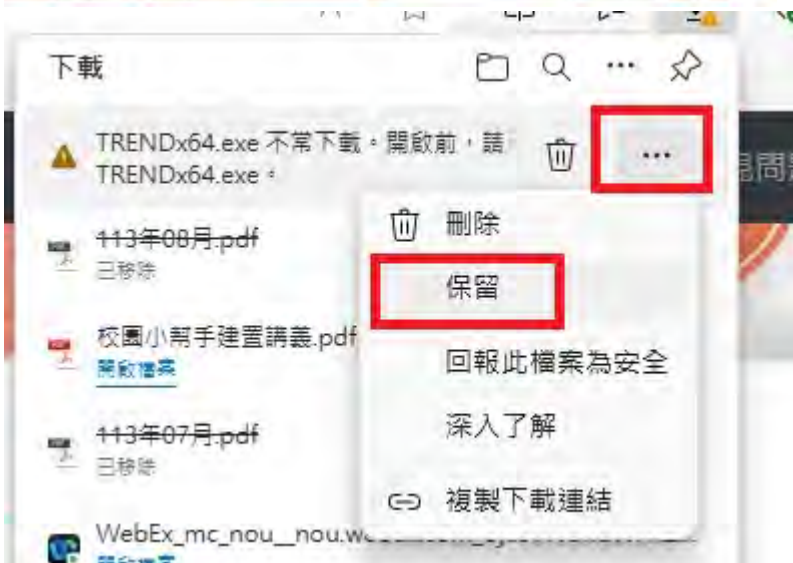 下載
TRENDx64.exe 不常下載。開啟前，請
TRENDx64.exe。
113年08月.pdf
已移除
校園小幫手建置講義.pdf
開啟檔案
113年07月.pdf
已移除
WebEx_mc_nou__nou.w
刪除
保留
回報此檔案為安全
深入了解
複製下載連結